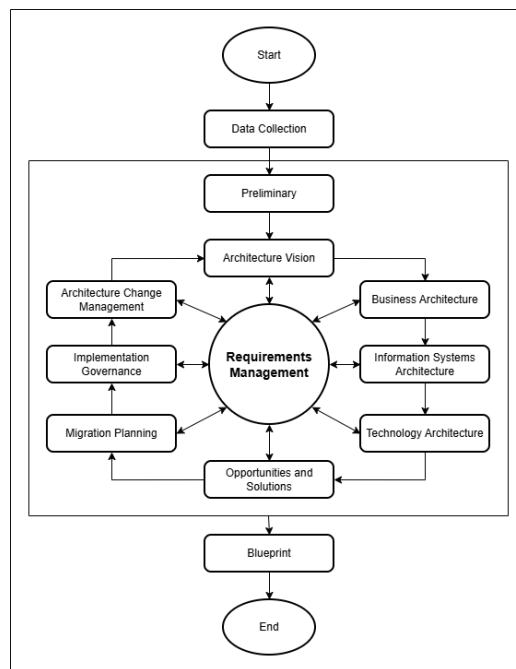 Start
Data Collection
Preliminary
Architecture Vision
Architecture Change
Management
Business Architecture
Implementation
Governance
Requirements
Management
Information Systems
Architecture
Migration Planning
Technology Architecture
Opportunities and
Solutions
Blueprint
End